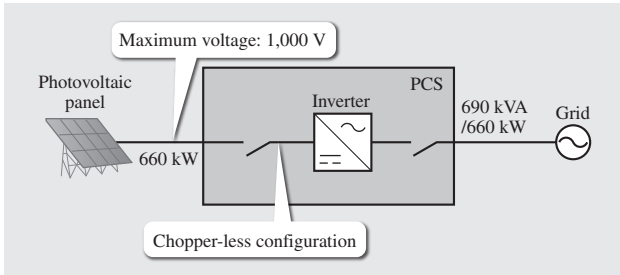 Maximum voltage: 1,000 V
Photovoltaic
panel
PCS
Inverter
690 kVA
/660 kW
Grid
660 kW
Chopper-less configuration